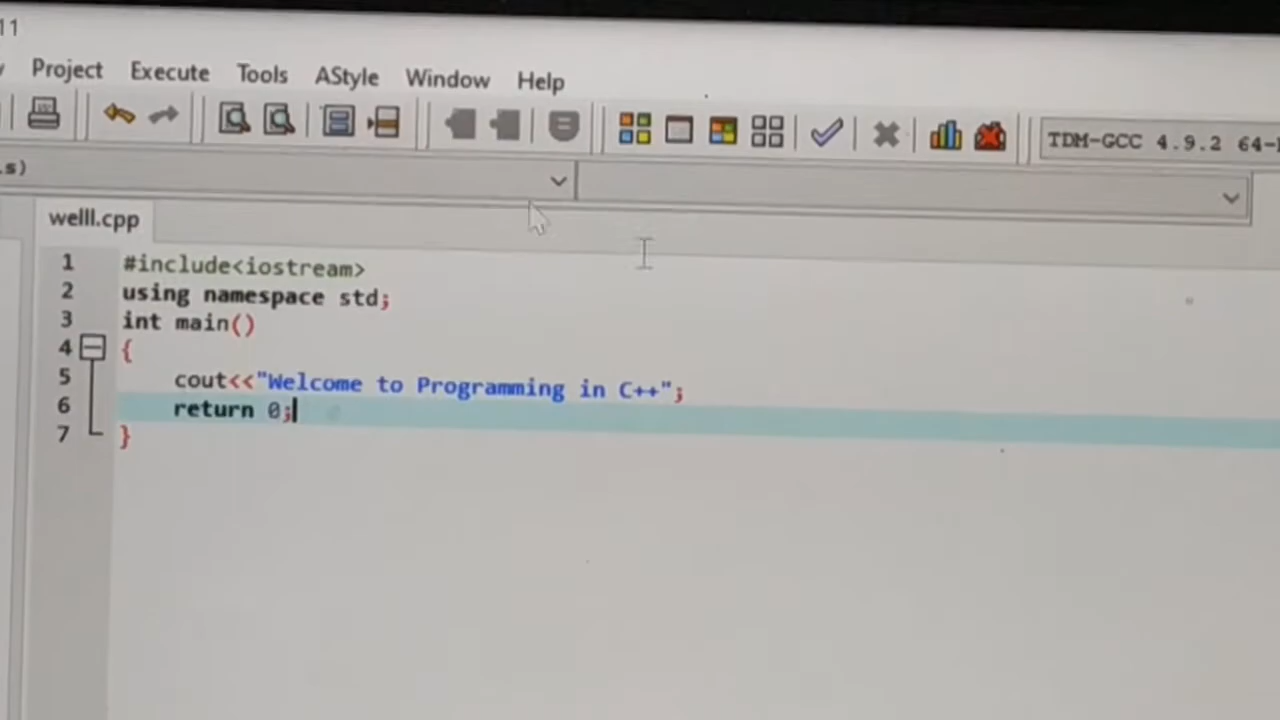 11
Project Execute Tools AStyle Window Help
TDM-GCC 4.9.2 64-
.s)
welll.cpp
1 #include<iostream>
2 using namespace std;
3 int main()
4 {
5 cout<<"Welcome to Programming in C++";
6 return 0;
7 }